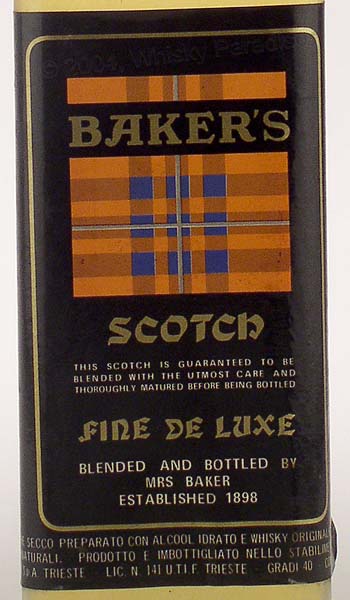 © 2004, Whisky Paradis
BAKER'S
SCOTCH
THIS SCOTCH IS GUARANTEED TO BE
BLENDED WITH THE UTMOST CARE AND
THOROUGHLY MATURED BEFORE BEING BOTTLED
FINE DE LUXE
BLENDED AND BOTTLED BY
MRS BAKER
ESTABLISHED 1898
E SECCO PREPARATO CON ALCOOL IDRATO E WHISKY ORIGINAL
NATURALI. PRODOTTO E IMBOTTIGLIATO NELLO STABILIM
p.A. TRIESTE LIC. N. 141 U.T.I.F. TRIESTE - GRADI 40